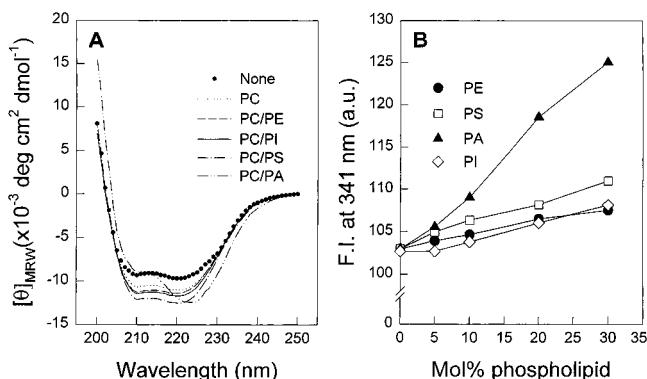 A
[θ]MRW(x10⁻³ deg cm² dmol⁻¹)
20
15
10
5
0
-5
-10
-15
None
PC
PC/PE
PC/PI
PC/PS
PC/PA
200 210 220 230 240 250
Wavelength (nm)
B
F.I. at 341 nm (a.u.)
130
125
120
115
110
105
100
0
PE
PS
PA
PI
0 5 10 15 20 25 30 35
Mol% phospholipid